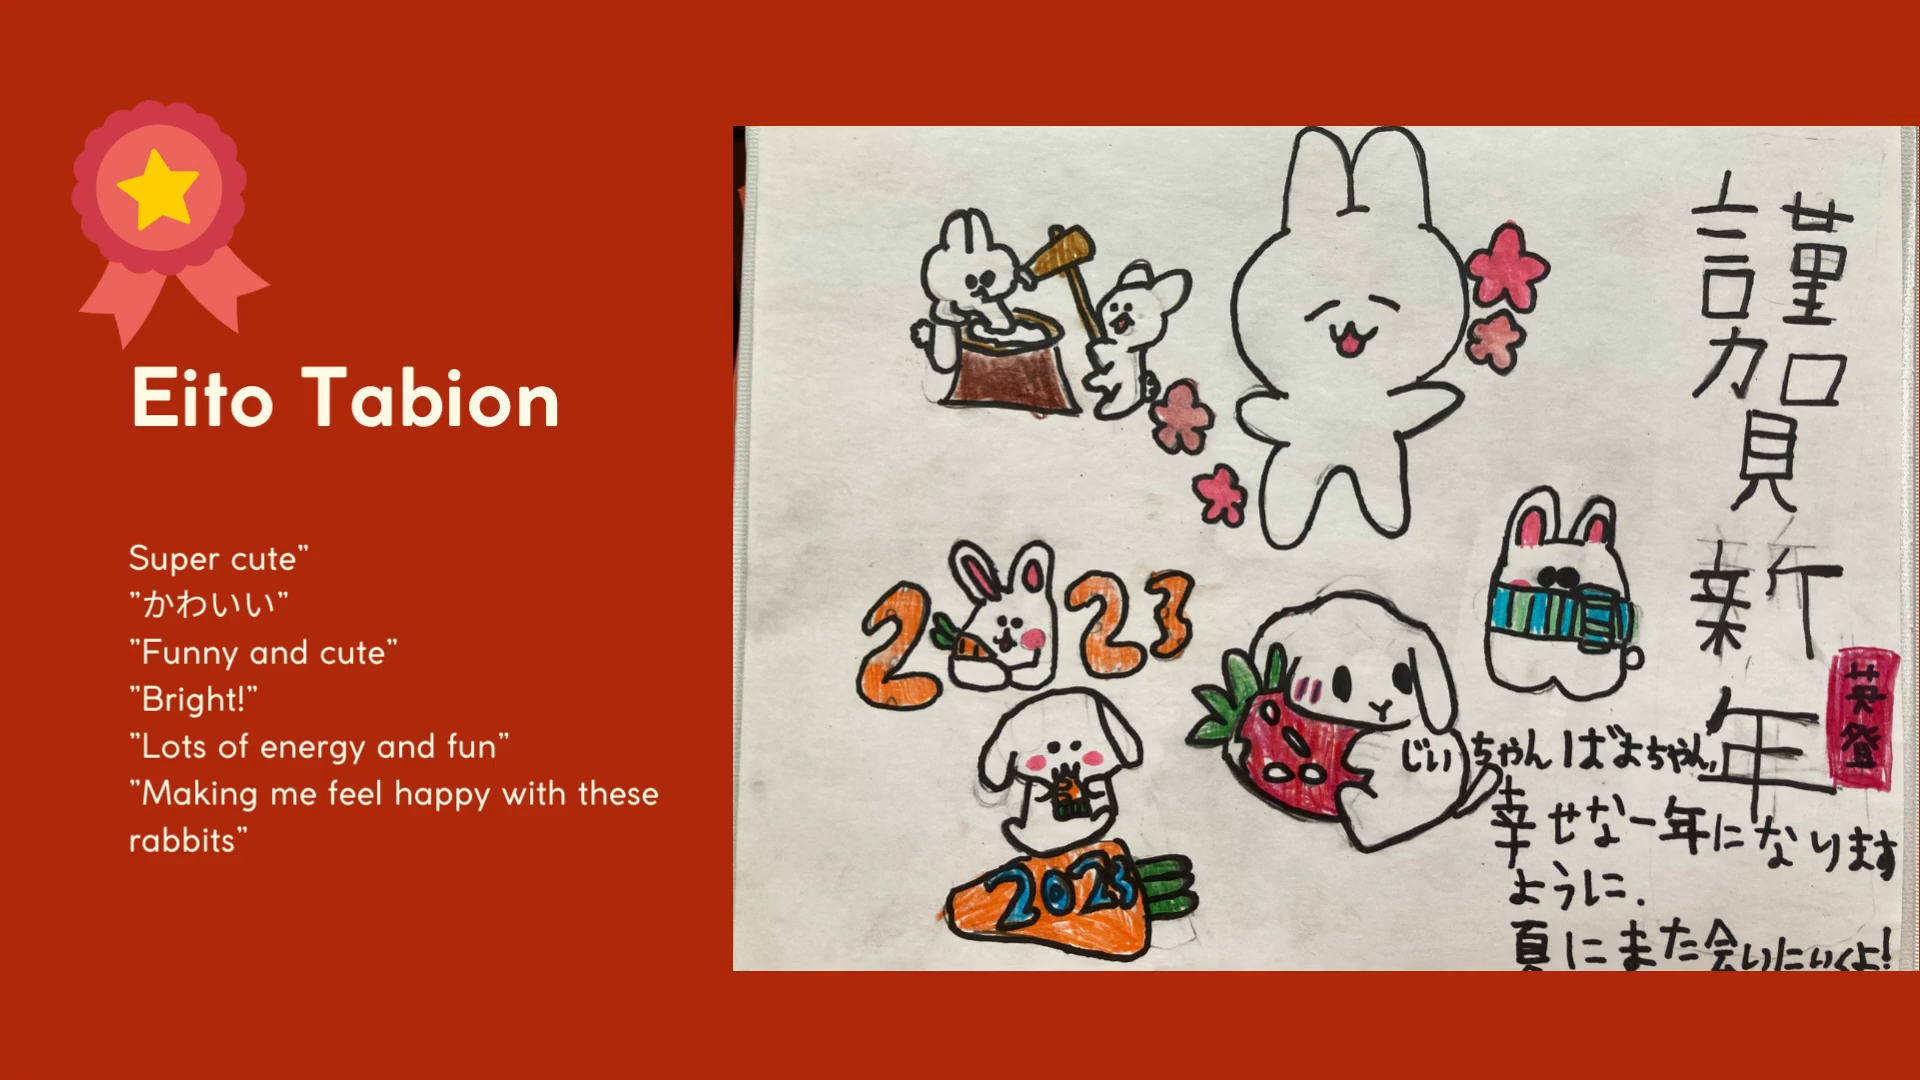 Eito Tabion
Super cute”
”かわいい”
”Funny and cute”
”Bright!”
”Lots of energy and fun”
”Making me feel happy with these
rabbits”
謹賀新年
英登
2 23
2023
じいちゃん ばあちゃん,
幸せな一年になります
ように.
夏にまた会いにいくよ!